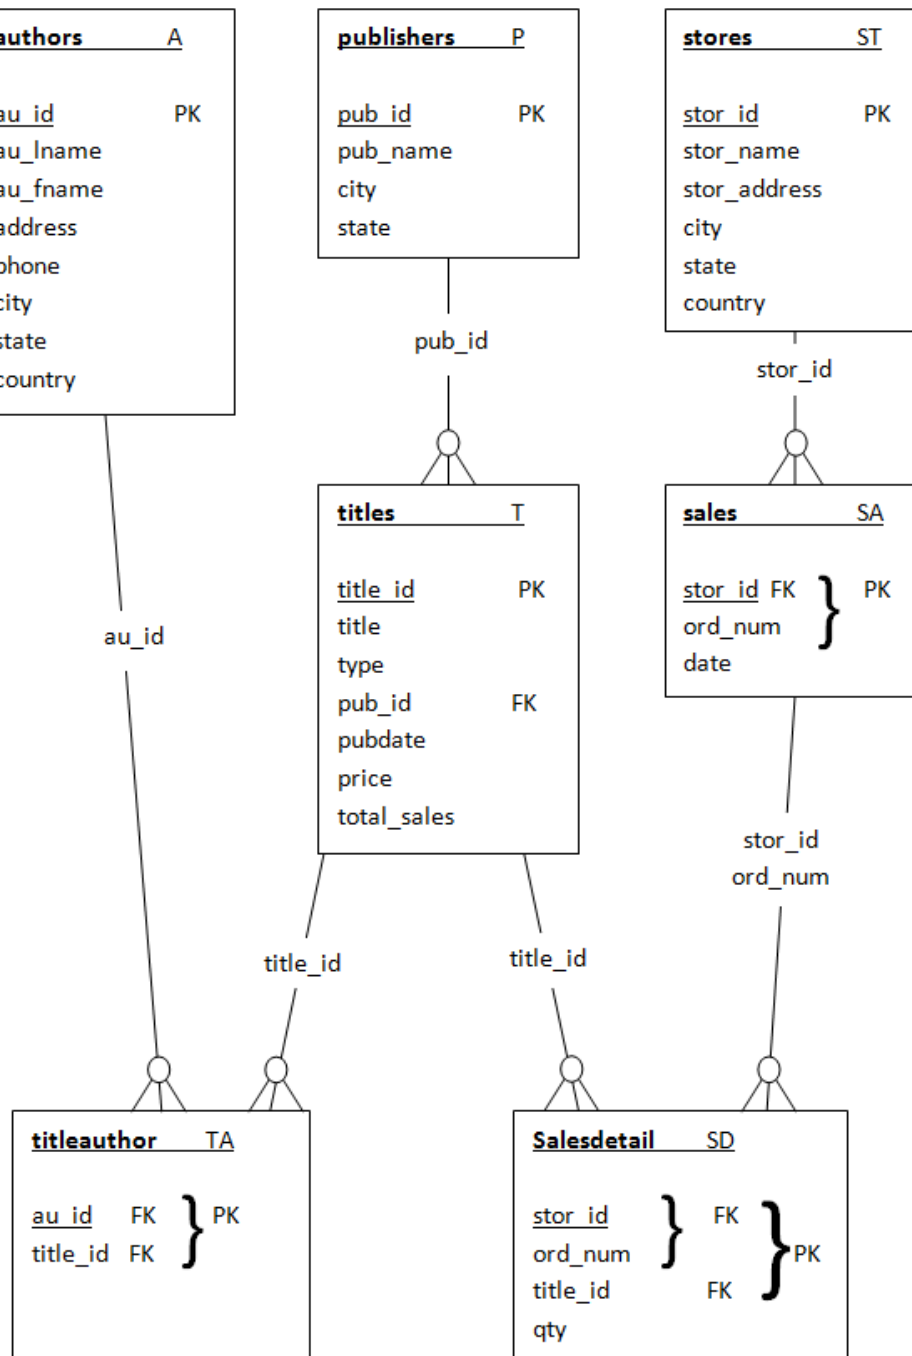 authors A
au_id PK
au_lname
au_fname
address
phone
city
state
country
publishers P
pub_id PK
pub_name
city
state
stores ST
stor_id PK
stor_name
stor_address
city
state
country
pub_id
stor_id
titles T
title_id PK
title
type
pub_id FK
pubdate
price
total_sales
sales SA
stor_id FK } PK
ord_num
date
au_id
stor_id
ord_num
title_id
title_id
titleauthor TA
au_id FK } PK
title_id FK
Salesdetail SD
stor_id } FK
ord_num } PK
title_id FK
qty